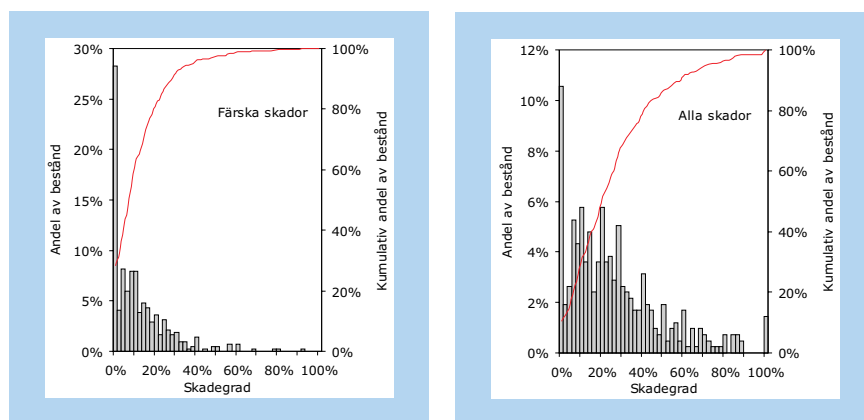 30%
25%
20%
15%
10%
5%
0%
100%
80%
60%
40%
20%
0%
0% 20% 40% 60% 80% 100%
Andel av bestånd
Kumulativ andel av bestånd
Färska skador
Skadegrad
12%
10%
8%
6%
4%
2%
0%
100%
80%
60%
40%
20%
0%
0% 20% 40% 60% 80% 100%
Andel av bestånd
Kumulativ andel av bestånd
Alla skador
Skadegrad